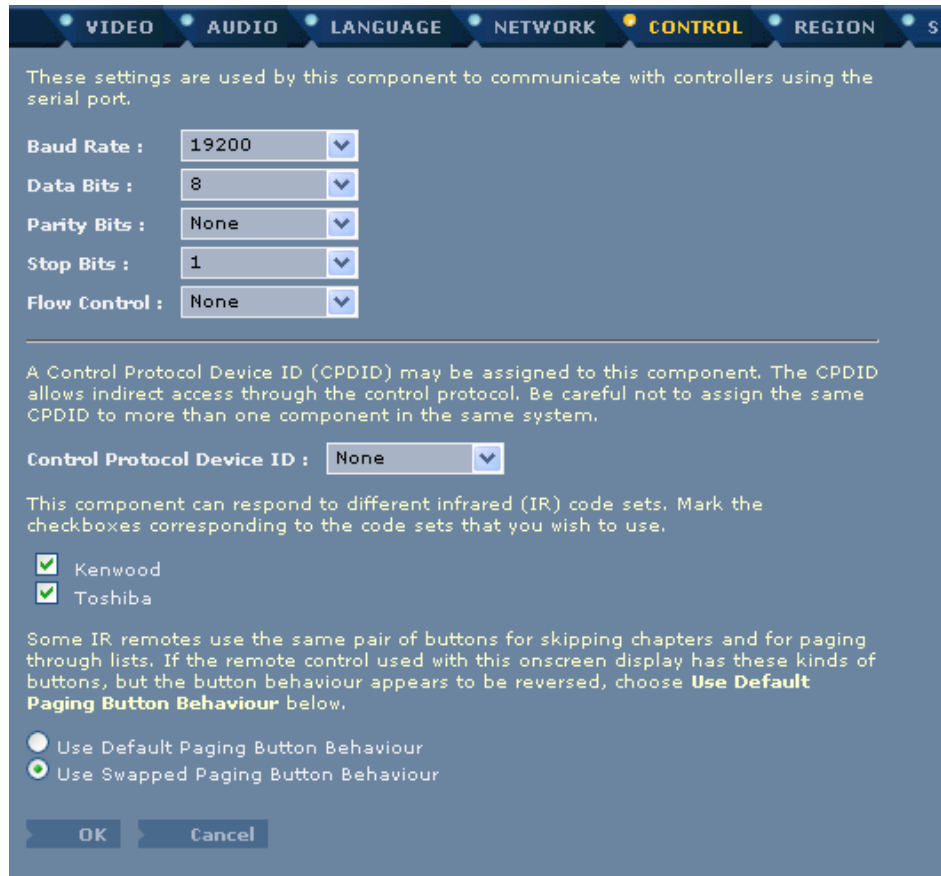 VIDEO AUDIO LANGUAGE NETWORK CONTROL REGION S
These settings are used by this component to communicate with controllers using the
serial port.
Baud Rate : 19200
Data Bits : 8
Parity Bits : None
Stop Bits : 1
Flow Control : None
A Control Protocol Device ID (CPDID) may be assigned to this component. The CPDID
allows indirect access through the control protocol. Be careful not to assign the same
CPDID to more than one component in the same system.
Control Protocol Device ID : None
This component can respond to different infrared (IR) code sets. Mark the
checkboxes corresponding to the code sets that you wish to use.
Kenwood
Toshiba
Some IR remotes use the same pair of buttons for skipping chapters and for paging
through lists. If the remote control used with this onscreen display has these kinds of
buttons, but the button behaviour appears to be reversed, choose Use Default
Paging Button Behaviour below.
Use Default Paging Button Behaviour
Use Swapped Paging Button Behaviour
OK Cancel